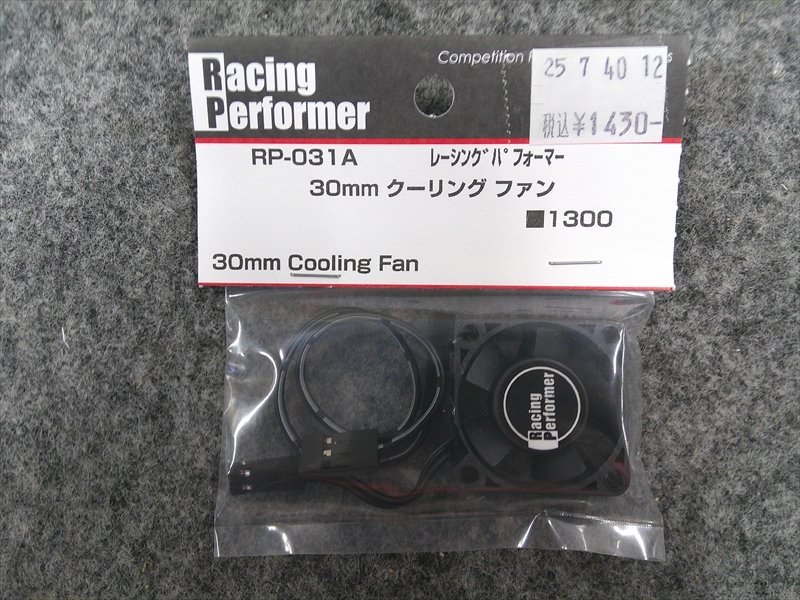 Racing
Performer
Competition
25 7 40 12
税込¥1430-
RP-031A
レーシングパフォーマー
30mm クーリング ファン
■1300
30mm Cooling Fan
Racing
Performer